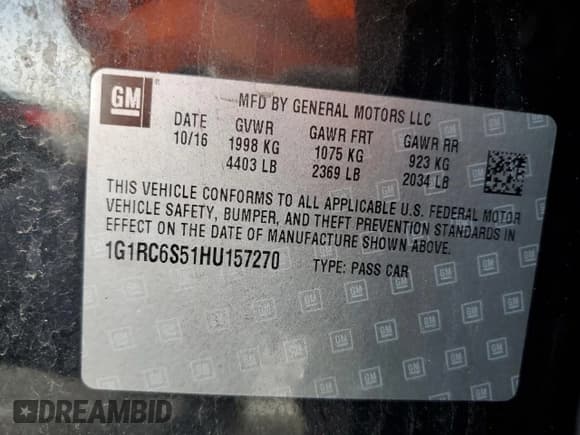 GM
MFD BY GENERAL MOTORS LLC
DATE GVWR GAWR FRT GAWR RR
10/16 1998 KG 1075 KG 923 KG
4403 LB 2369 LB 2034 LB
THIS VEHICLE CONFORMS TO ALL APPLICABLE U.S. FEDERAL MOTOR
VEHICLE SAFETY, BUMPER, AND THEFT PREVENTION STANDARDS IN
EFFECT ON THE DATE OF MANUFACTURE SHOWN ABOVE.
1G1RC6S51HU157270 TYPE: PASS CAR
DREAMBID